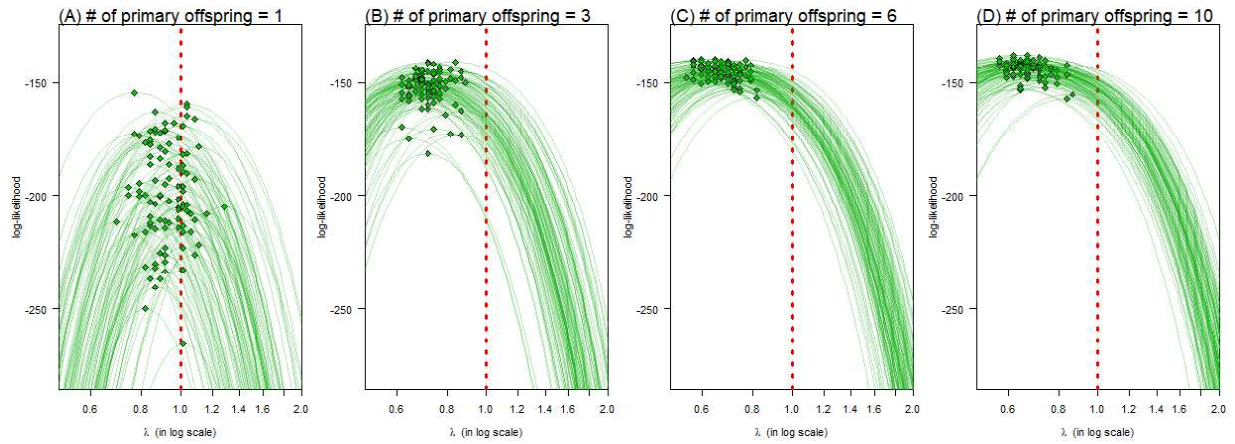 (A) # of primary offspring = 1
-150
-200
-250
log-likelihood
0.6 0.8 1.0 1.2 1.4 1.6 2.0
λ (in log scale)
(B) # of primary offspring = 3
-150
-200
-250
log-likelihood
0.6 0.8 1.0 1.2 1.4 1.6 2.0
λ (in log scale)
(C) # of primary offspring = 6
-150
-200
-250
log-likelihood
0.6 0.8 1.0 1.2 1.4 1.6 2.0
λ (in log scale)
(D) # of primary offspring = 10
-150
-200
-250
log-likelihood
0.6 0.8 1.0 1.2 1.4 1.6 2.0
λ (in log scale)